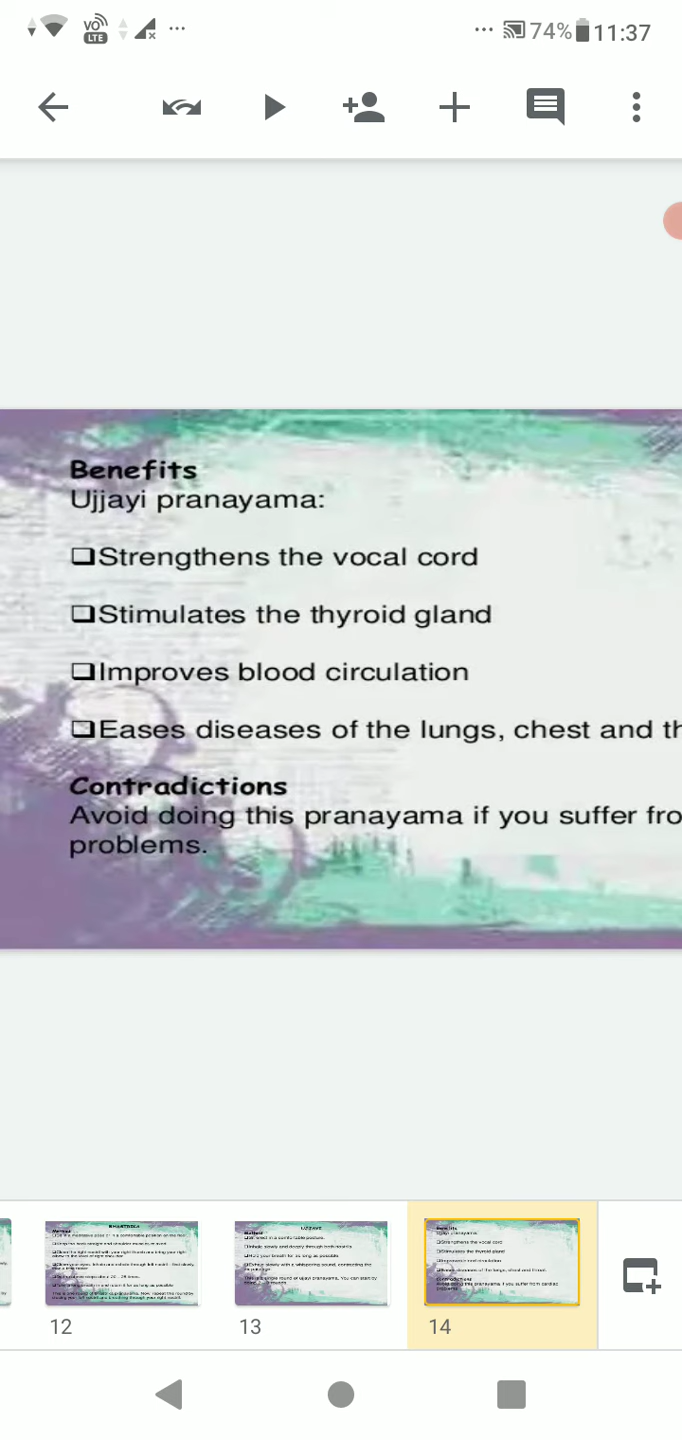 VO
LTE
74%
11:37
Benefits
Ujjayi pranayama:
❑Strengthens the vocal cord
❑Stimulates the thyroid gland
❑Improves blood circulation
❑Eases diseases of the lungs, chest and th
Contradictions
Avoid doing this pranayama if you suffer fro
problems.
12
13
14